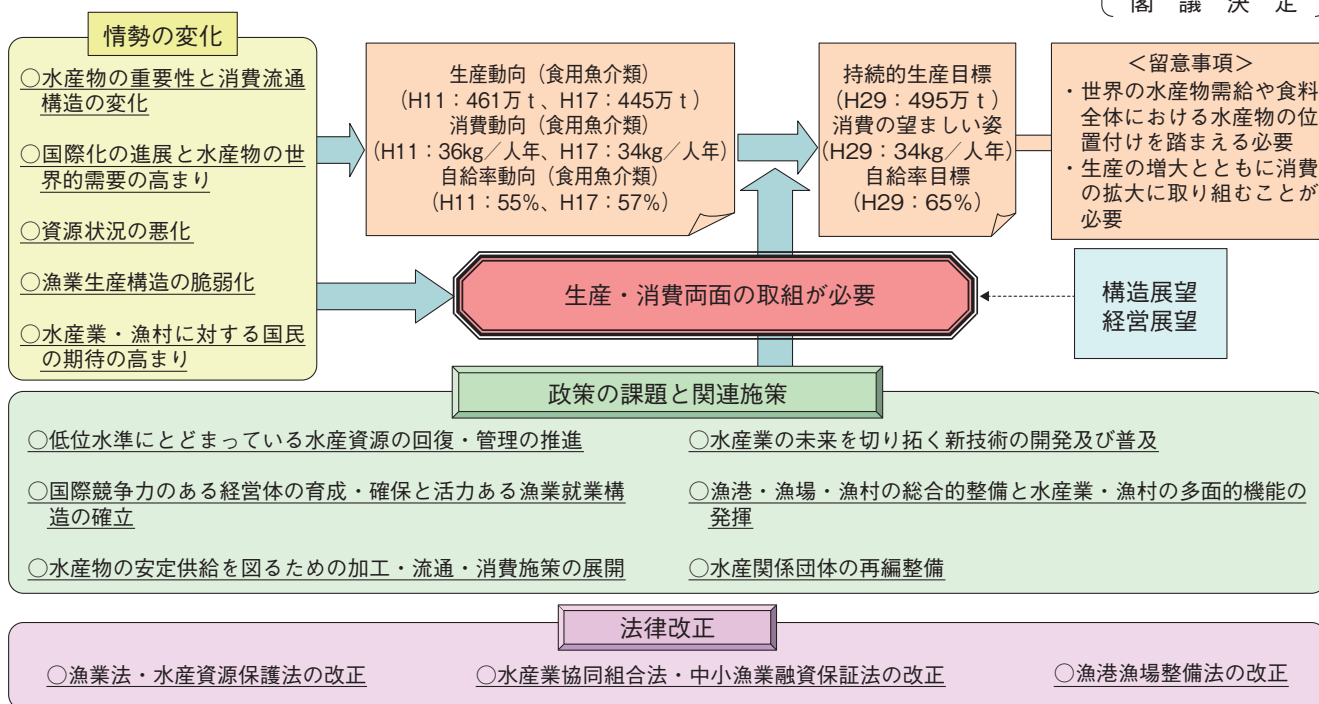 閣議決定
情勢の変化
○水産物の重要性と消費流通
構造の変化
○国際化の進展と水産物の世
界的需要の高まり
○資源状況の悪化
○漁業生産構造の脆弱化
○水産業・漁村に対する国民
の期待の高まり
生産動向（食用魚介類）
（H11：461万ｔ、H17：445万ｔ）
消費動向（食用魚介類）
（H11：36kg／人年、H17：34kg／人年）
自給率動向（食用魚介類）
（H11：55%、H17：57%）
持続的生産目標
（H29：495万ｔ）
消費の望ましい姿
（H29：34kg／人年）
自給率目標
（H29：65%）
＜留意事項＞
・世界の水産物需給や食料
全体における水産物の位
置付けを踏まえる必要
・生産の増大とともに消費
の拡大に取り組むことが
必要
生産・消費両面の取組が必要
構造展望
経営展望
政策の課題と関連施策
○低位水準にとどまっている水産資源の回復・管理の推進
○国際競争力のある経営体の育成・確保と活力ある漁業就業構
造の確立
○水産物の安定供給を図るための加工・流通・消費施策の展開
○水産業の未来を切り拓く新技術の開発及び普及
○漁港・漁場・漁村の総合的整備と水産業・漁村の多面的機能の
発揮
○水産関係団体の再編整備
法律改正
○漁業法・水産資源保護法の改正
○水産業協同組合法・中小漁業融資保証法の改正
○漁港漁場整備法の改正